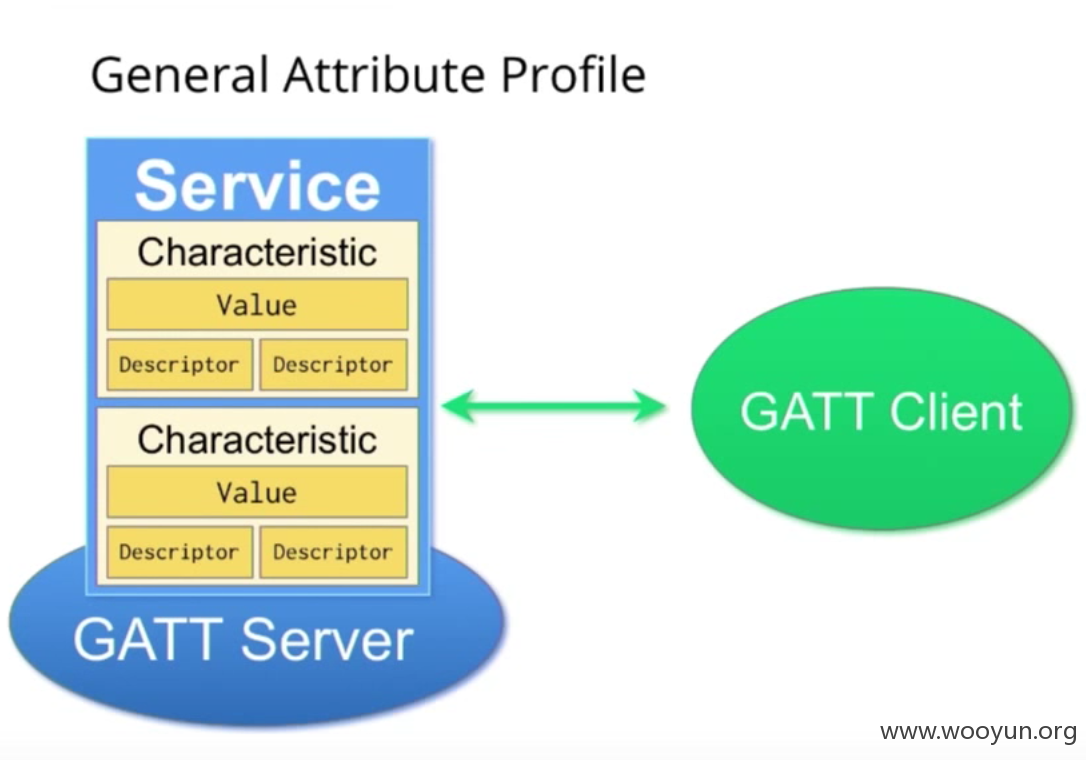 General Attribute Profile
Service
Characteristic
Value
Descriptor Descriptor
Characteristic
Value
Descriptor Descriptor
GATT Server
GATT Client
www.wooyun.org